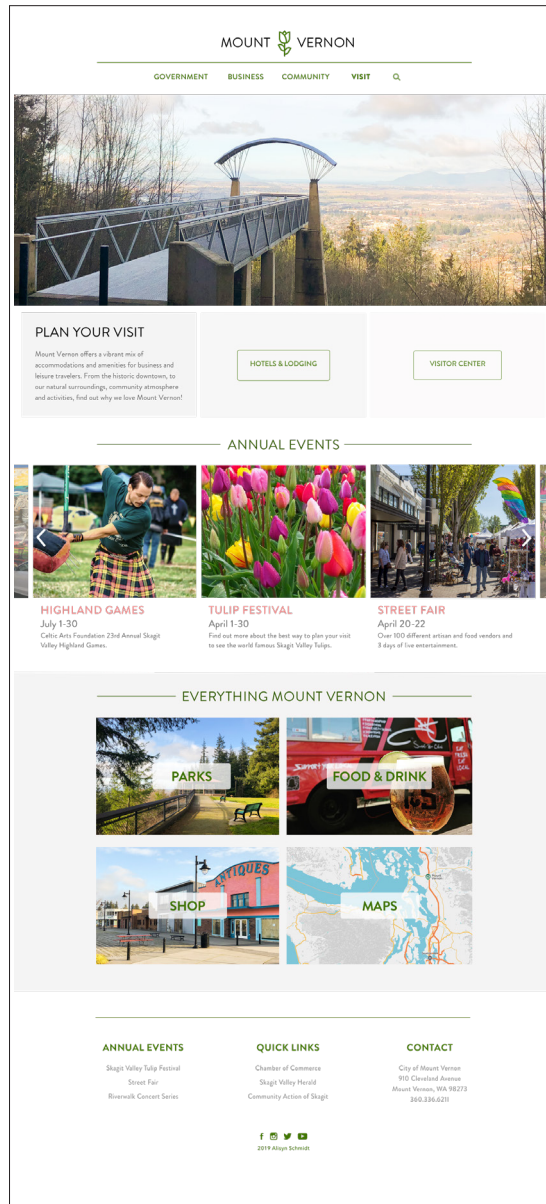 MOUNT VERNON
GOVERNMENT BUSINESS COMMUNITY VISIT
PLAN YOUR VISIT
Mount Vernon offers a vibrant mix of
accommodations and amenities for business and
leisure travelers. From the historic downtown, to
our natural surroundings, community atmosphere
and activities, find out why we love Mount Vernon!
HOTELS & LODGING
VISITOR CENTER
ANNUAL EVENTS
HIGHLAND GAMES
July 1-30
Celtic Arts Foundation 23rd Annual Skagit
Valley Highland Games.
TULIP FESTIVAL
April 1-30
Find out more about the best way to plan your visit
to see the world famous Skagit Valley Tulips.
STREET FAIR
April 20-22
Over 100 different artisan and food vendors and
3 days of live entertainment.
EVERYTHING MOUNT VERNON
PARKS
FOOD & DRINK
ANTIQUES
SHOP
MAPS
ANNUAL EVENTS
Skagit Valley Tulip Festival
Street Fair
Riverwalk Concert Series
QUICK LINKS
Chamber of Commerce
Skagit Valley Herald
Community Action of Skagit
CONTACT
City of Mount Vernon
910 Cleveland Avenue
Mount Vernon, WA 98273
360.336.6211
2019 Alisyn Schmidt